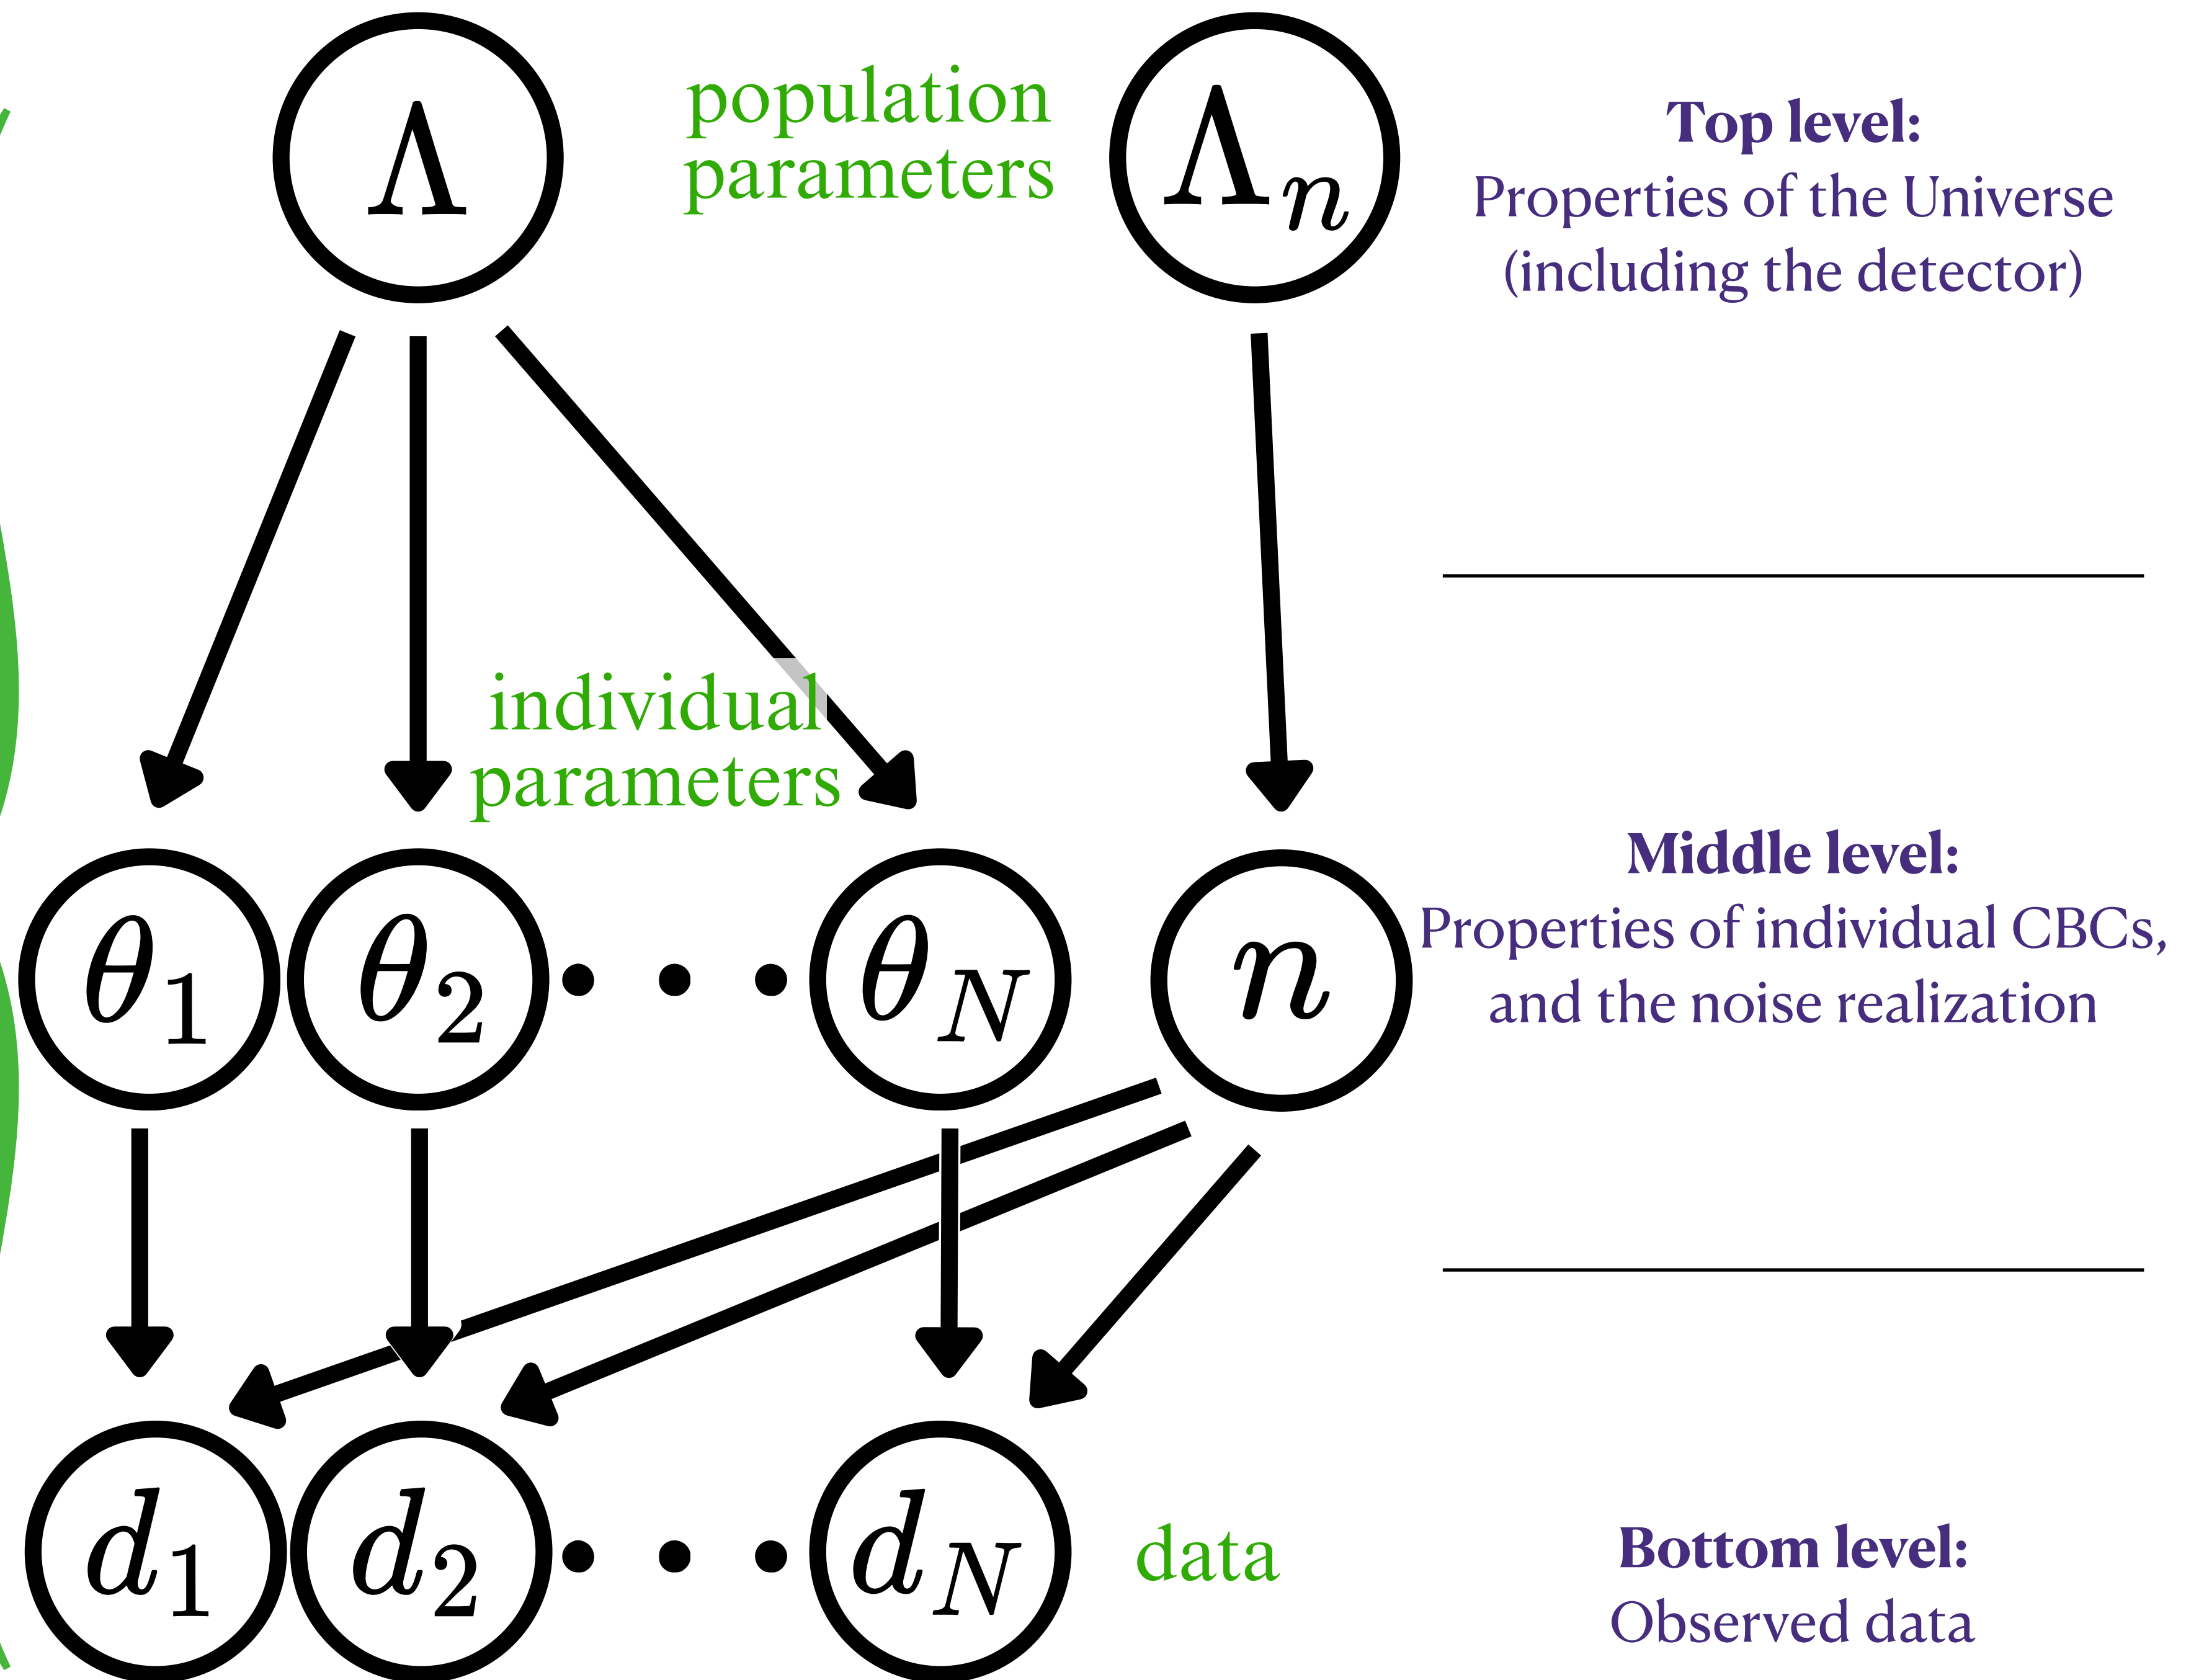 Λ
population
parameters
Λn
Top level:
Properties of the Universe
(including the detector)
individual
parameters
θ1
θ2
θN
n
Middle level:
Properties of individual CBCs,
and the noise realization
d1
d2
dN
data
Bottom level:
Observed data